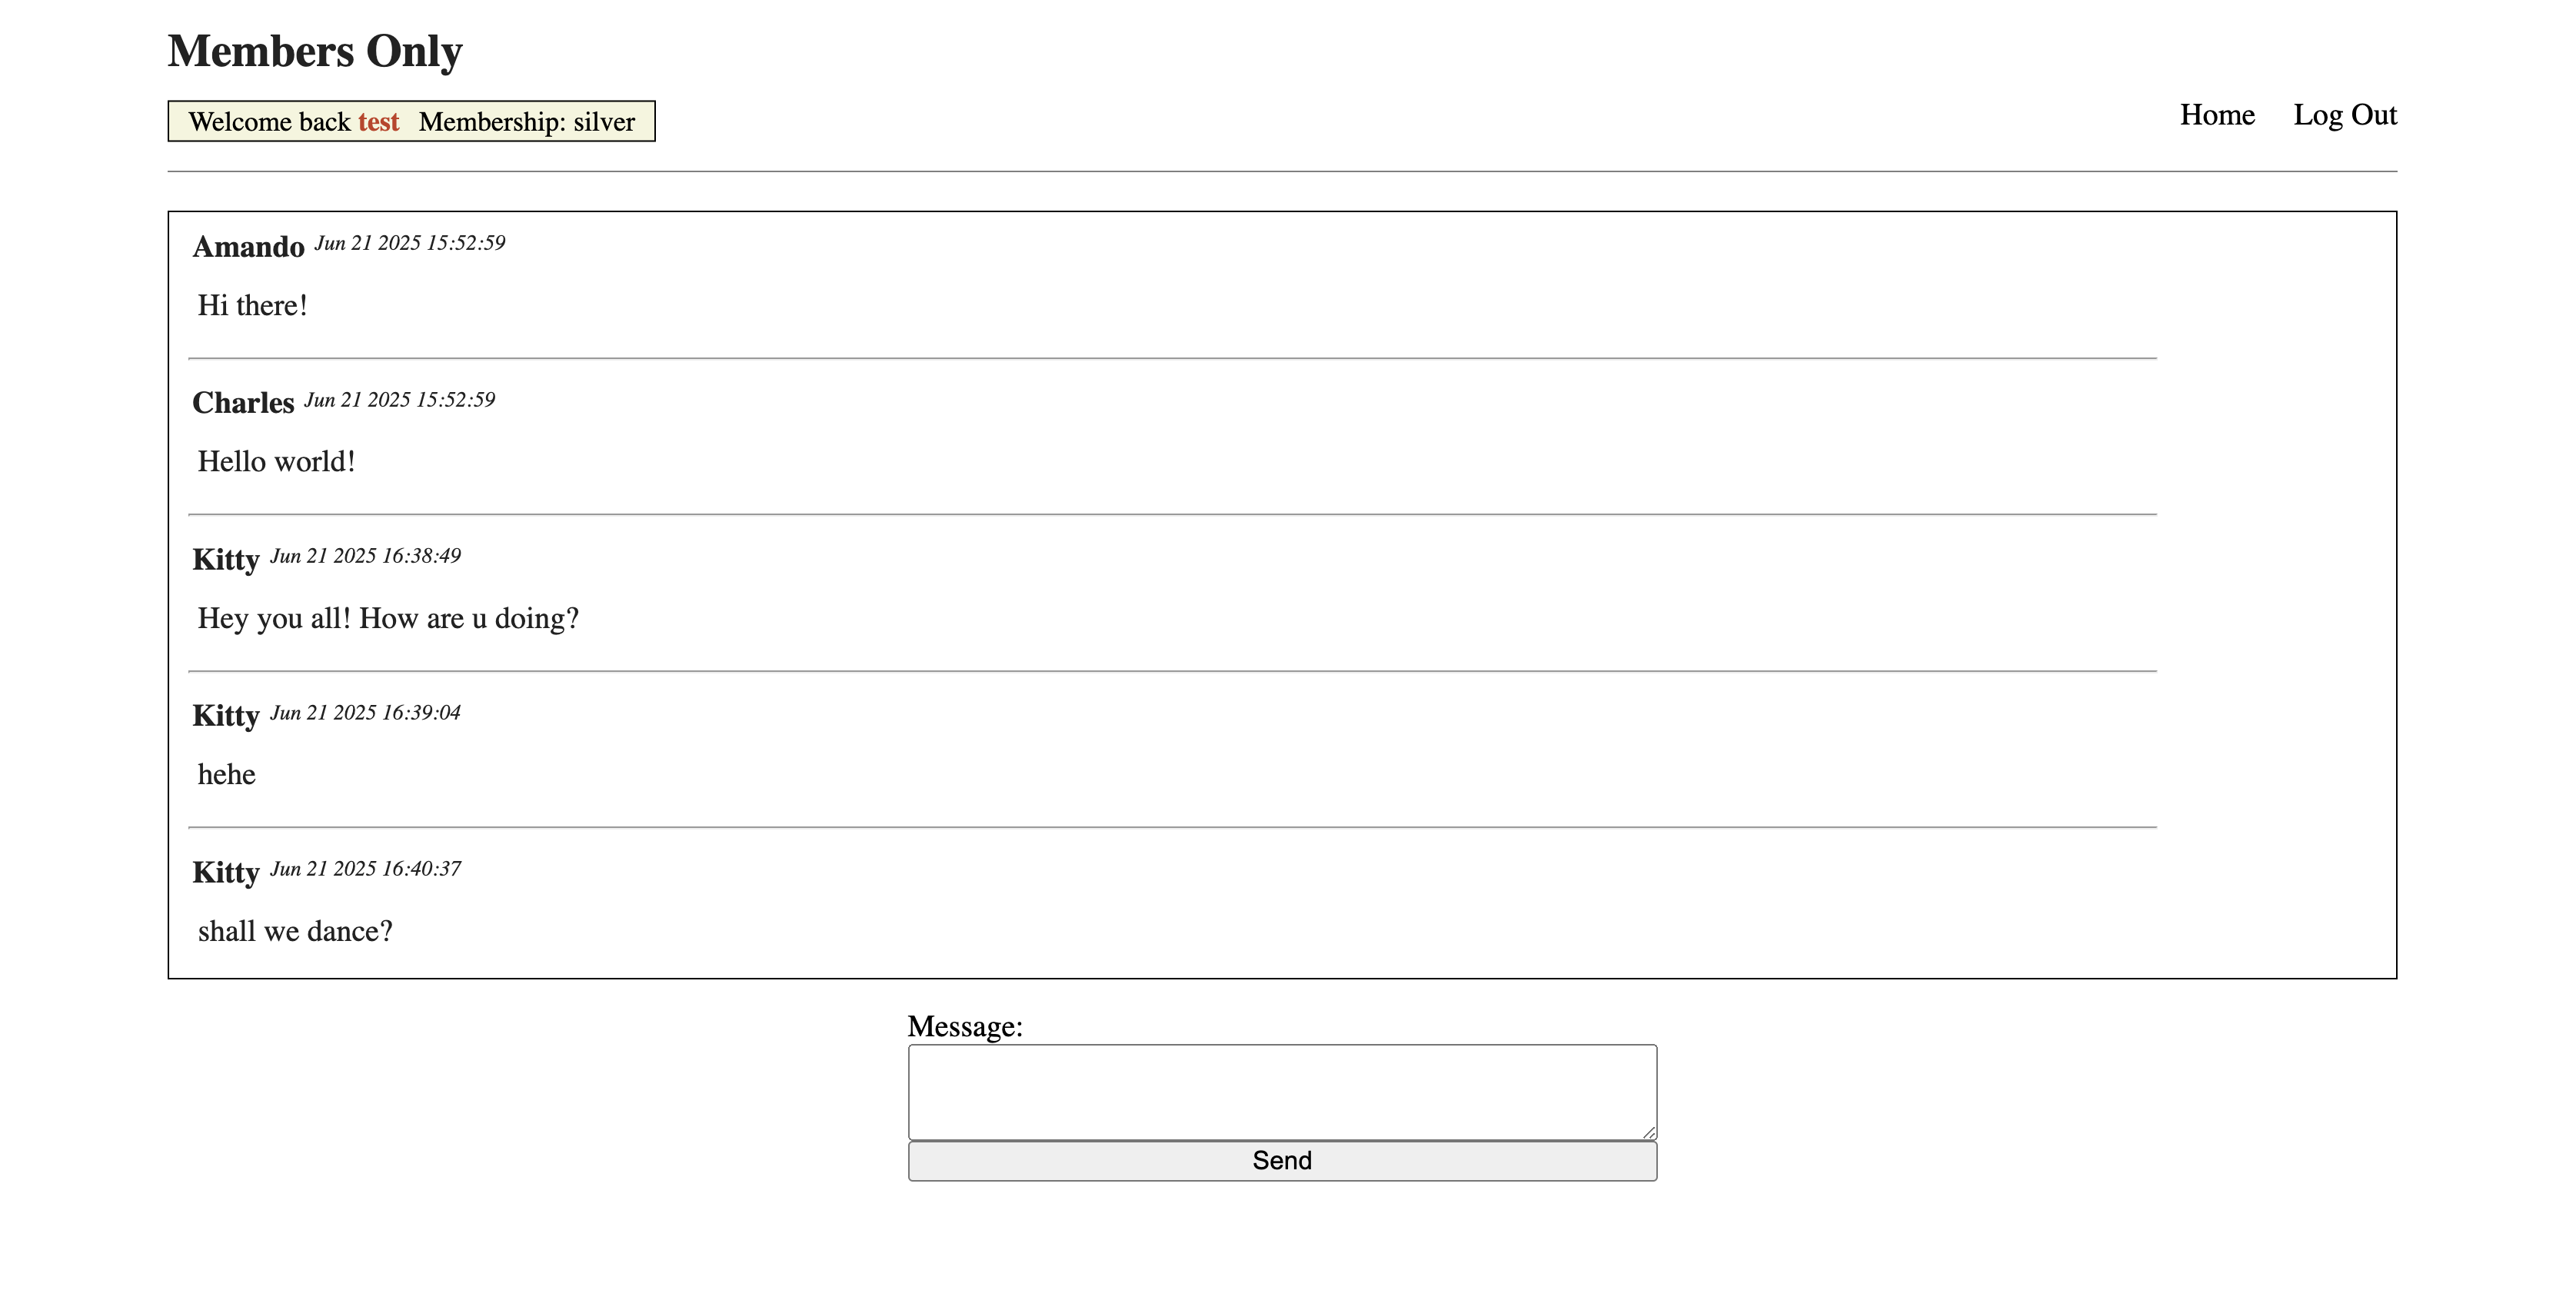 Members Only
Welcome back test Membership: silver
Home Log Out
Amando Jun 21 2025 15:52:59
Hi there!
Charles Jun 21 2025 15:52:59
Hello world!
Kitty Jun 21 2025 16:38:49
Hey you all! How are u doing?
Kitty Jun 21 2025 16:39:04
hehe
Kitty Jun 21 2025 16:40:37
shall we dance?
Message:
Send